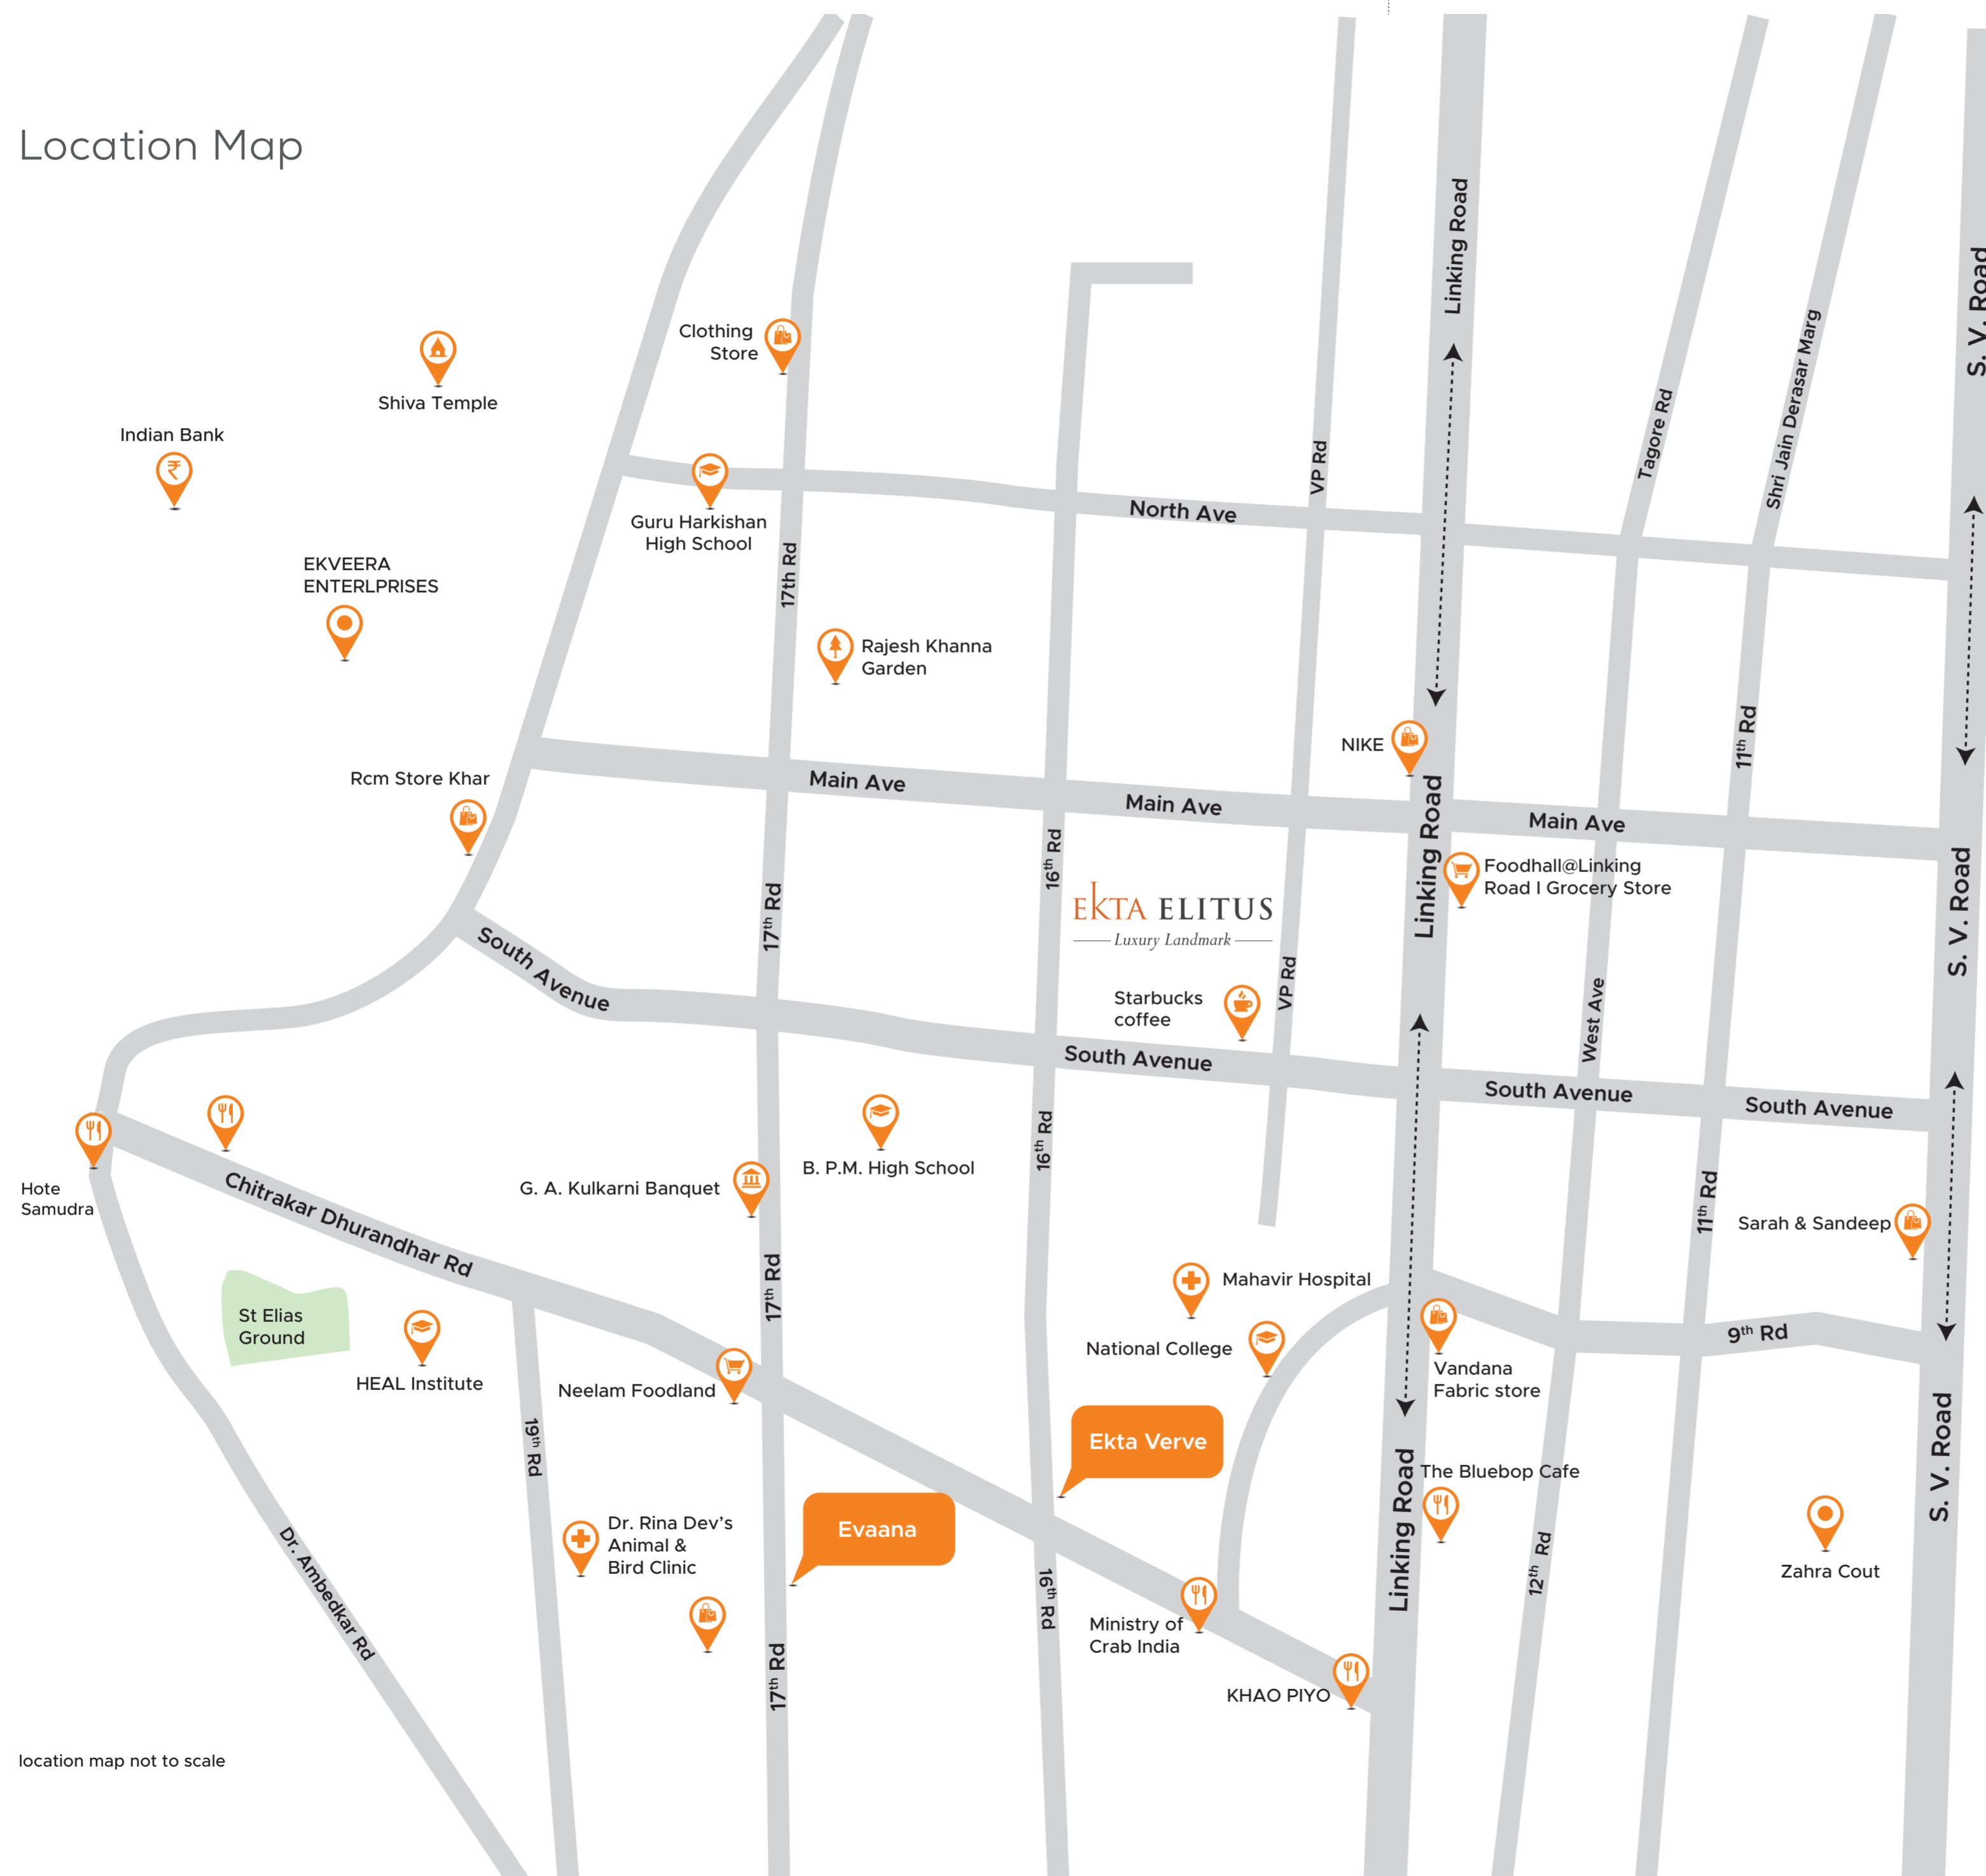 Location Map
Linking Road
S. V. Road
Clothing
Store
Shri Jain Derasar Marg
Shiva Temple
Tagore Rd
Indian Bank
VP Rd
North Ave
Guru Harkishan
High School
17th Rd
EKVEERA
ENTERLPRISES
Rajesh Khanna
Garden
11th Rd
NIKE
Rcm Store Khar
Main Ave
Main Ave
Main Ave
Linking Road
16th Rd
Foodhall@Linking
Road I Grocery Store
EKTA ELITUS
Luxury Landmark
17th Rd
S. V. Road
South Avenue
VP Rd
Starbucks
coffee
West Ave
South Avenue
South Avenue
South Avenue
16th Rd
B. P.M. High School
G. A. Kulkarni Banquet
Hote
Samudra
Chitrakar Dhurandhar Rd
11th Rd
Sarah & Sandeep
17th Rd
Mahavir Hospital
St Elias
Ground
National College
9th Rd
HEAL Institute
Neelam Foodland
Vandana
Fabric store
19th Rd
Ekta Verve
The Bluebop Cafe
S. V. Road
Linking Road
Evaana
Dr. Rina Dev’s
Animal &
Bird Clinic
12th Rd
Zahra Cout
Dr. Ambedkar Rd
16th Rd
Ministry of
Crab India
17th Rd
KHAO PIYO
location map not to scale